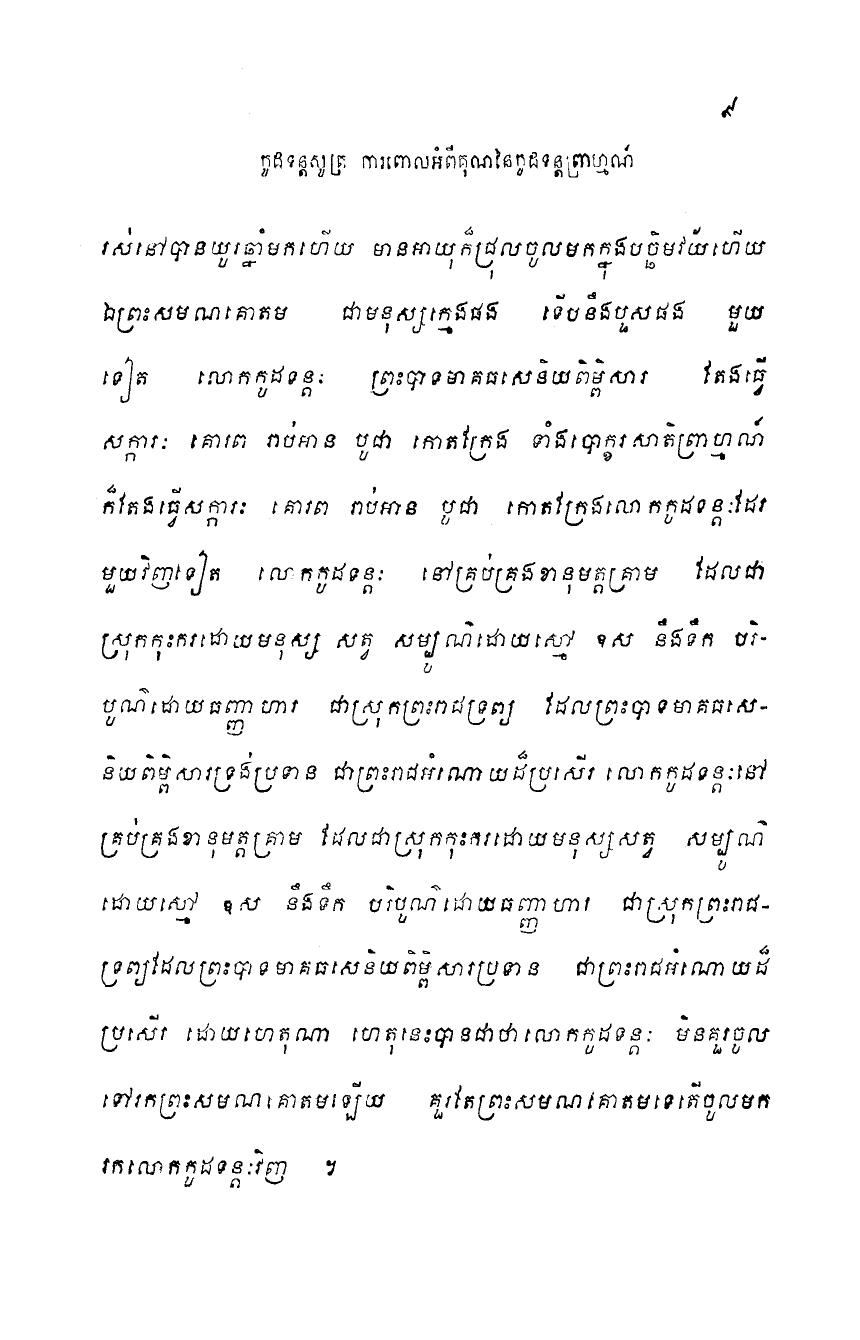 ៩
កូដទន្តសូត្រ ការពោលអំពីគុណនៃកូដទន្តព្រាហ្មណ៍
រស់នៅបានយូរឆ្នាំមកហើយ មានអាយុក៏ជ្រុលចូលមកក្នុងបច្ឆិមវ័យហើយ
ឯព្រះសមណគោតម ជាមនុស្សក្មេងផង ទើបនឹងបួសផង មួយ
ទៀត លោកកូដទន្តៈ ព្រះបាទមាគធសេនិយពិម្ពិសារ តែងធ្វើ
សក្ការៈ គោរព រាប់អាន បូជា កោតក្រែង ទាំងបោក្ខរសាតិព្រាហ្មណ៍
ក៏តែងធ្វើសក្ការៈ គោរព រាប់អាន បូជា កោតក្រែងលោកកូដទន្តៈដែរ
មួយវិញទៀត លោកកូដទន្តៈ នៅគ្រប់គ្រងខានុមត្តគ្រាម ដែលជា
ស្រុកកុះករដោយមនុស្ស សត្វ សម្បូណ៌ដោយស្មៅ ឧស នឹងទឹក បរិ-
បូណ៌ដោយធញ្ញាហារ ជាស្រុកព្រះរាជទ្រព្យ ដែលព្រះបាទមាគធសេ-
និយពិម្ពិសារទ្រង់ប្រទាន ជាព្រះរាជអំណោយដ៏ប្រសើរ លោកកូដទន្តៈនៅ
គ្រប់គ្រងខានុមត្តគ្រាម ដែលជាស្រុកកុះករដោយមនុស្សសត្វ សម្បូណ៌
ដោយស្មៅ ឧស នឹងទឹក បរិបូណ៌ដោយធញ្ញាហារ ជាស្រុកព្រះរាជ-
ទ្រព្យដែលព្រះបាទមាគធសេនិយពិម្ពិសារប្រទាន ជាព្រះរាជអំណោយដ៏
ប្រសើរ ដោយហេតុណា ហេតុនេះបានជាថាលោកកូដទន្តៈ មិនគួរចូល
ទៅរកព្រះសមណគោតមឡើយ គួរតែព្រះសមណគោតមទេតើចូលមក
រកលោកកូដទន្តៈវិញ ។